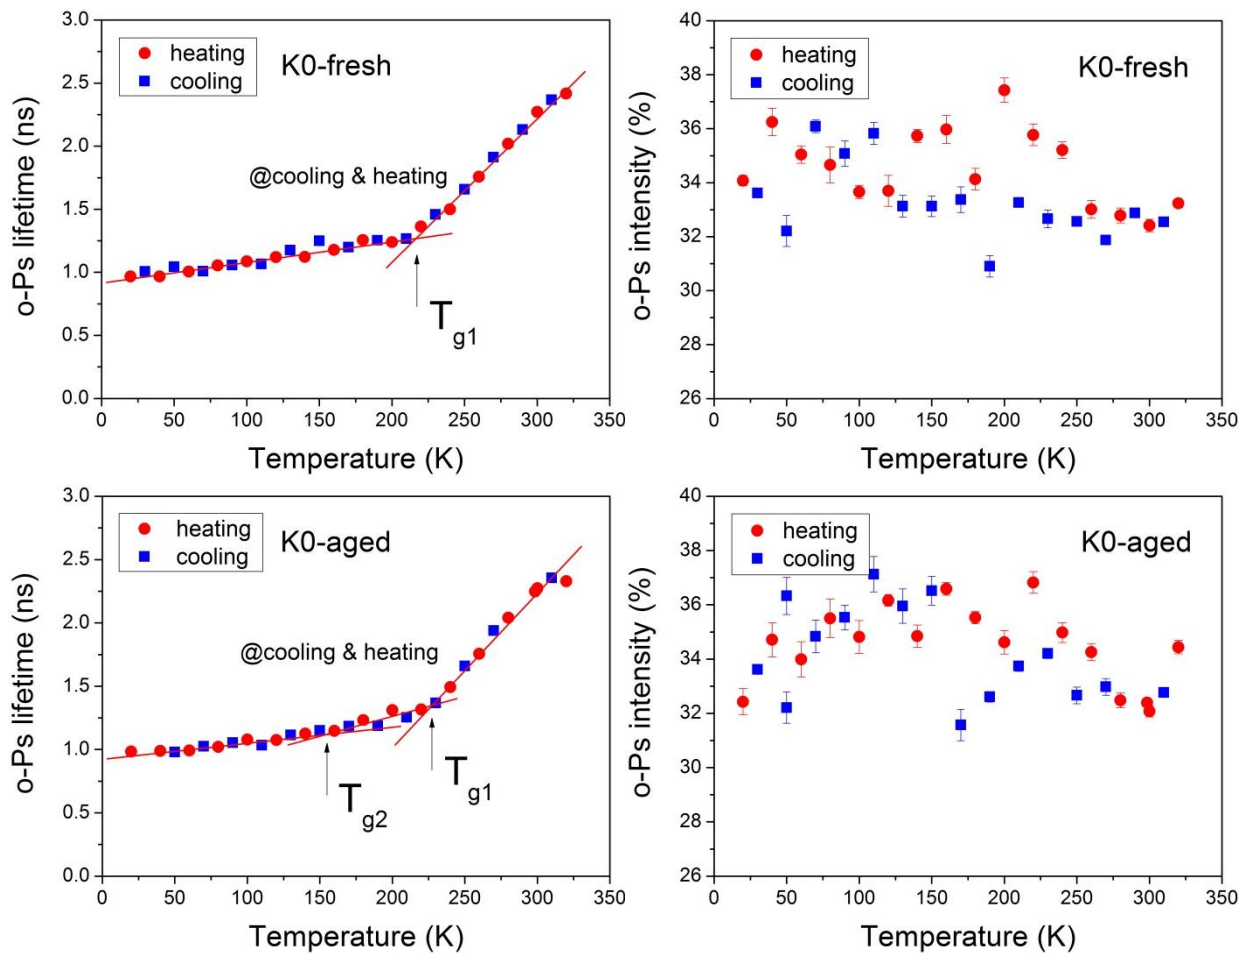 3.0
2.5
2.0
1.5
1.0
0.5
0.0
o-Ps lifetime (ns)
heating
cooling
K0-fresh
@cooling & heating
Tg1
0 50 100 150 200 250 300 350
Temperature (K)
40
38
36
34
32
30
28
26
o-Ps intensity (%)
heating
cooling
K0-fresh
0 50 100 150 200 250 300 350
Temperature (K)
3.0
2.5
2.0
1.5
1.0
0.5
0.0
o-Ps lifetime (ns)
heating
cooling
K0-aged
@cooling & heating
Tg1
Tg2
0 50 100 150 200 250 300 350
Temperature (K)
40
38
36
34
32
30
28
26
o-Ps intensity (%)
heating
cooling
K0-aged
0 50 100 150 200 250 300 350
Temperature (K)